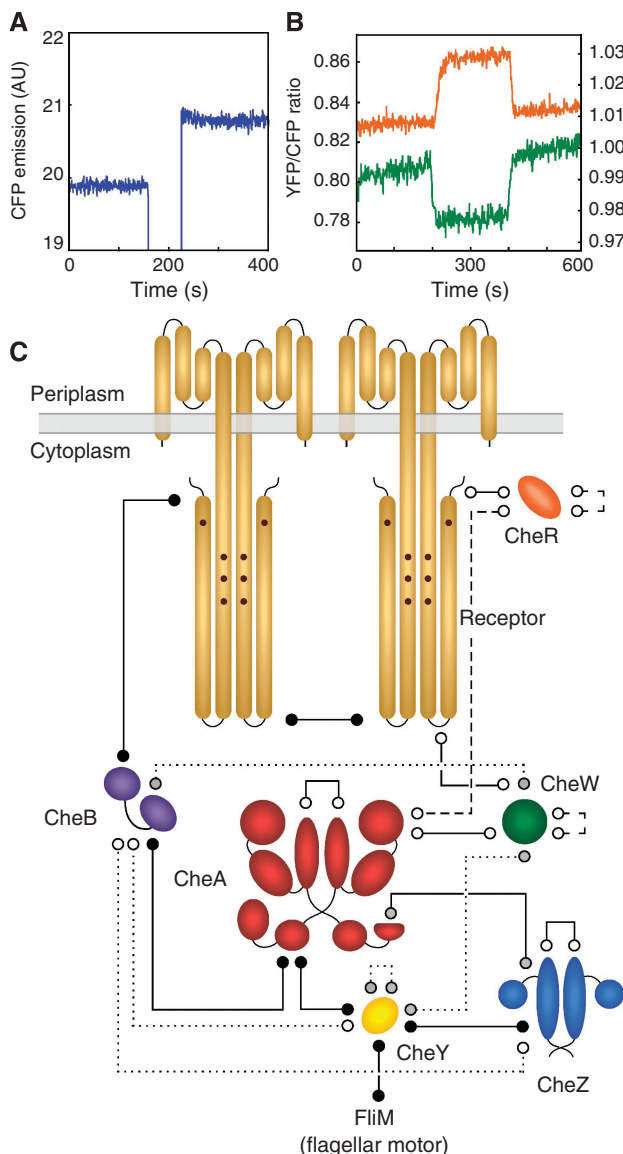 A
CFP emission (AU)
22
21
20
19
0
200
400
Time (s)
B
YFP/CFP ratio
0.86
0.84
0.82
0.80
0.78
1.03
1.02
1.01
1.00
0.99
0.98
0.97
0
300
600
Time (s)
C
Periplasm
Cytoplasm
CheR
Receptor
CheW
CheB
CheA
CheY
CheZ
FliM
(flagellar motor)